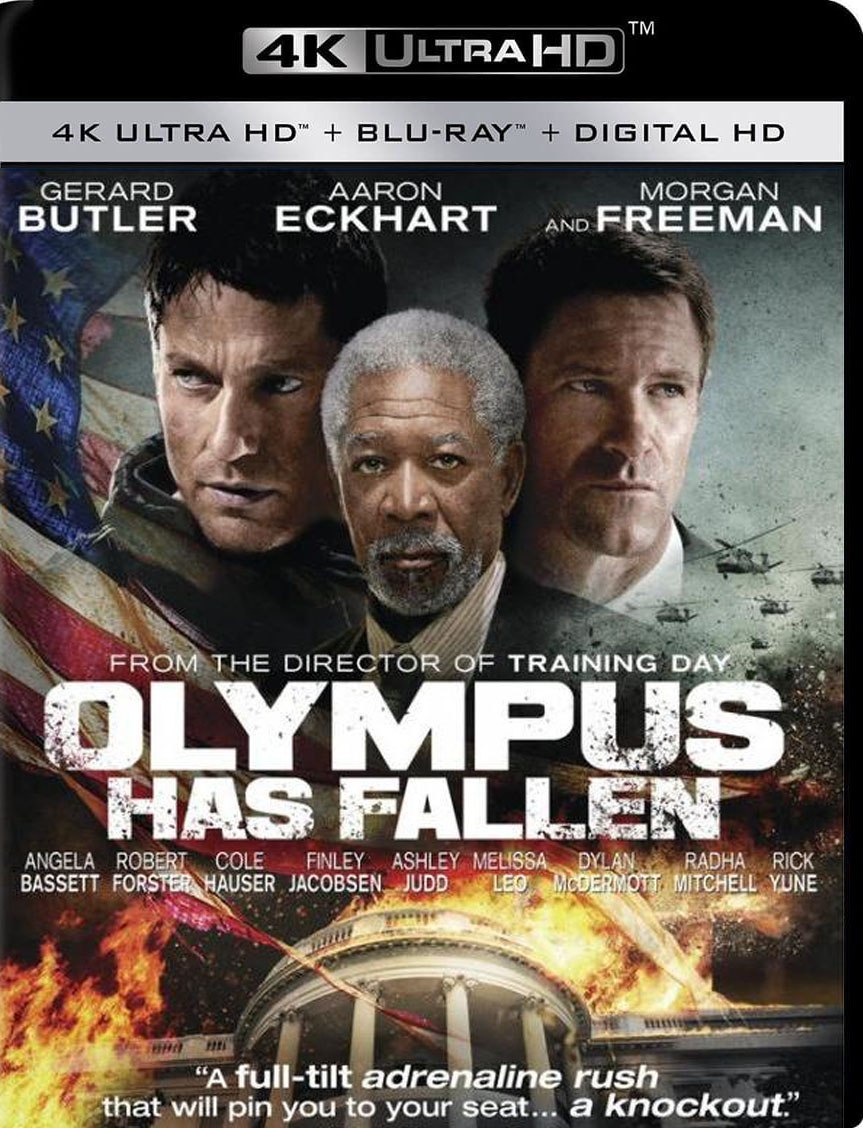 4K ULTRA HD™
4K ULTRA HD™ + BLU-RAY™ + DIGITAL HD
GERARD BUTLER AARON ECKHART AND MORGAN FREEMAN
FROM THE DIRECTOR OF TRAINING DAY
OLYMPUS
HAS FALLEN
ANGELA BASSETT ROBERT FORSTER COLE HAUSER FINLEY JACOBSEN ASHLEY JUDD MELISSA LEO DYLAN McDERMOTT RADHA MITCHELL RICK YUNE
“A full-tilt adrenaline rush
that will pin you to your seat... a knockout.”